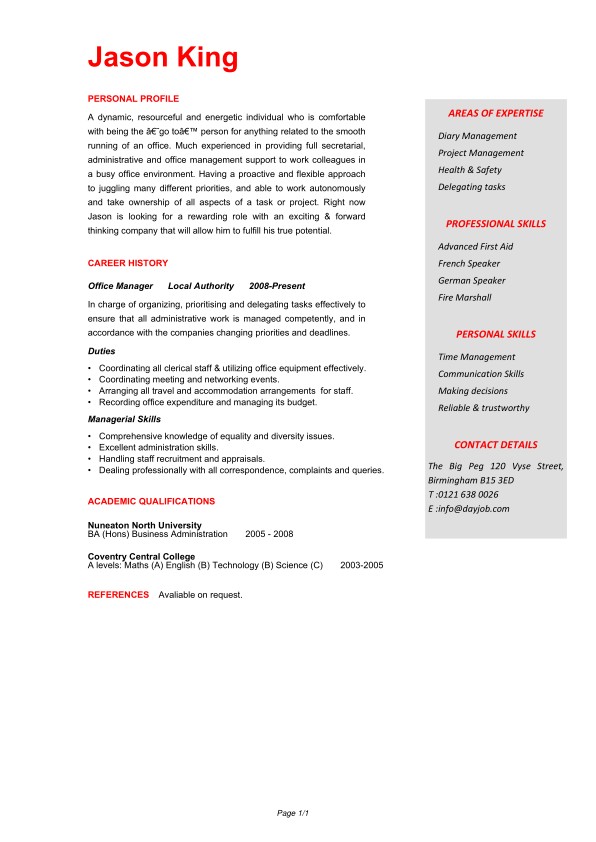 Jason King
PERSONAL PROFILE
A dynamic, resourceful and energetic individual who is comfortable
with being the â€˜go toâ€™ person for anything related to the smooth
running of an office. Much experienced in providing full secretarial,
administrative and office management support to work colleagues in
a busy office environment. Having a proactive and flexible approach
to juggling many different priorities, and able to work autonomously
and take ownership of all aspects of a task or project. Right now
Jason is looking for a rewarding role with an exciting & forward
thinking company that will allow him to fulfill his true potential.
CAREER HISTORY
Office Manager Local Authority 2008-Present
In charge of organizing, prioritising and delegating tasks effectively to
ensure that all administrative work is managed competently, and in
accordance with the companies changing priorities and deadlines.
Duties
• Coordinating all clerical staff & utilizing office equipment effectively.
• Coordinating meeting and networking events.
• Arranging all travel and accommodation arrangements for staff.
• Recording office expenditure and managing its budget.
Managerial Skills
• Comprehensive knowledge of equality and diversity issues.
• Excellent administration skills.
• Handling staff recruitment and appraisals.
• Dealing professionally with all correspondence, complaints and queries.
ACADEMIC QUALIFICATIONS
Nuneaton North University
BA (Hons) Business Administration 2005 - 2008
Coventry Central College
A levels: Maths (A) English (B) Technology (B) Science (C) 2003-2005
REFERENCES Avaliable on request.
AREAS OF EXPERTISE
Diary Management
Project Management
Health & Safety
Delegating tasks
PROFESSIONAL SKILLS
Advanced First Aid
French Speaker
German Speaker
Fire Marshall
PERSONAL SKILLS
Time Management
Communication Skills
Making decisions
Reliable & trustworthy
CONTACT DETAILS
The Big Peg 120 Vyse Street,
Birmingham B15 3ED
T :0121 638 0026
E :info@dayjob.com
Page 1/1